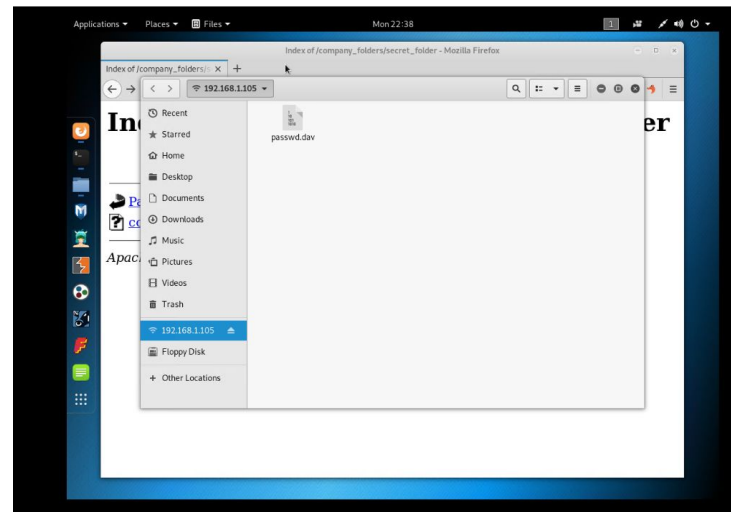 Applications Places Files Mon 22:38 1
Index of /company_folders/secret_folder - Mozilla Firefox
Index of /company_folders/s
192.168.1.105
In er
Recent
passwd.dav
Starred
Home
Desktop
Documents
Pa
Downloads
co
Music
Apac
Pictures
Videos
Trash
192.168.1.105
Floppy Disk
+ Other Locations